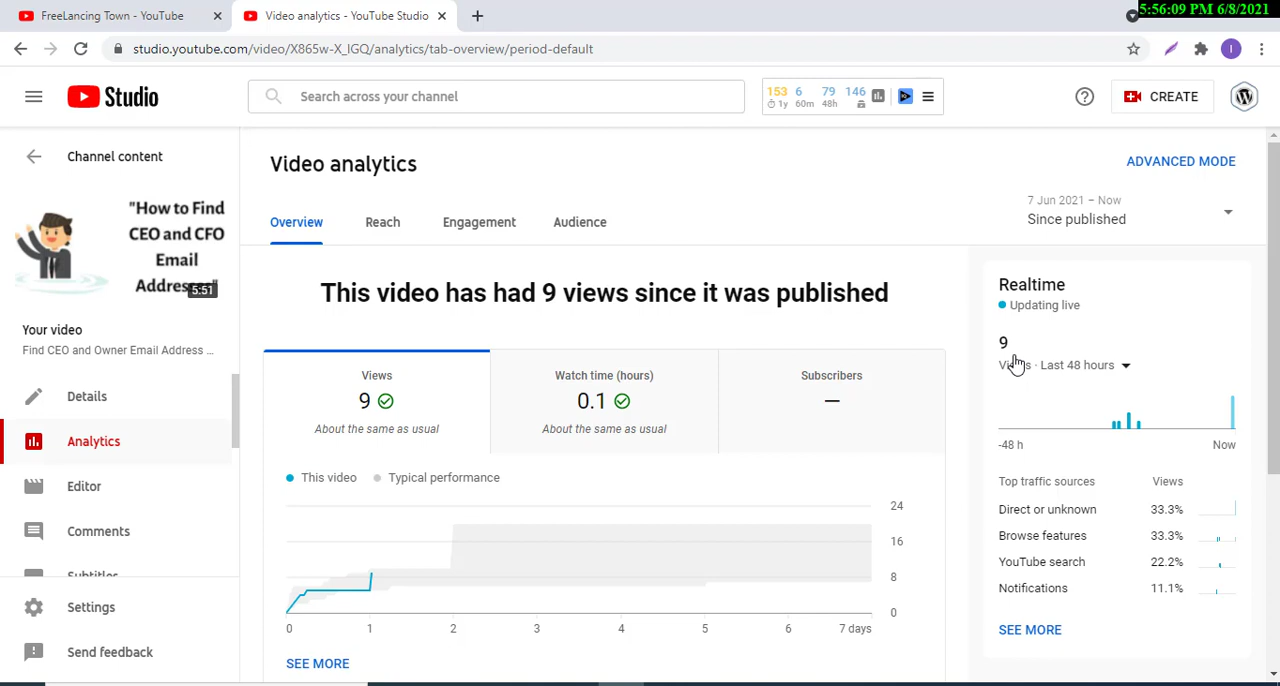 5:56:09 PM 6/8/2021
FreeLancing Town - YouTube
Video analytics - YouTube Studio
studio.youtube.com/video/X865w-X_lGQ/analytics/tab-overview/period-default
Studio
Search across your channel
153 6 79 146
1y 60m 48h
CREATE
Channel content
"How to Find
CEO and CFO
Email
Address
5:51
Your video
Find CEO and Owner Email Address ...
Details
Analytics
Editor
Comments
Subtitles
Settings
Send feedback
Video analytics
ADVANCED MODE
Overview
Reach
Engagement
Audience
7 Jun 2021 – Now
Since published
This video has had 9 views since it was published
Views
9
About the same as usual
Watch time (hours)
0.1
About the same as usual
Subscribers
—
This video
Typical performance
24
16
8
0
0 1 2 3 4 5 6 7 days
SEE MORE
Realtime
Updating live
9
Views · Last 48 hours
-48 h
Now
Top traffic sources Views
Direct or unknown 33.3%
Browse features 33.3%
YouTube search 22.2%
Notifications 11.1%
SEE MORE